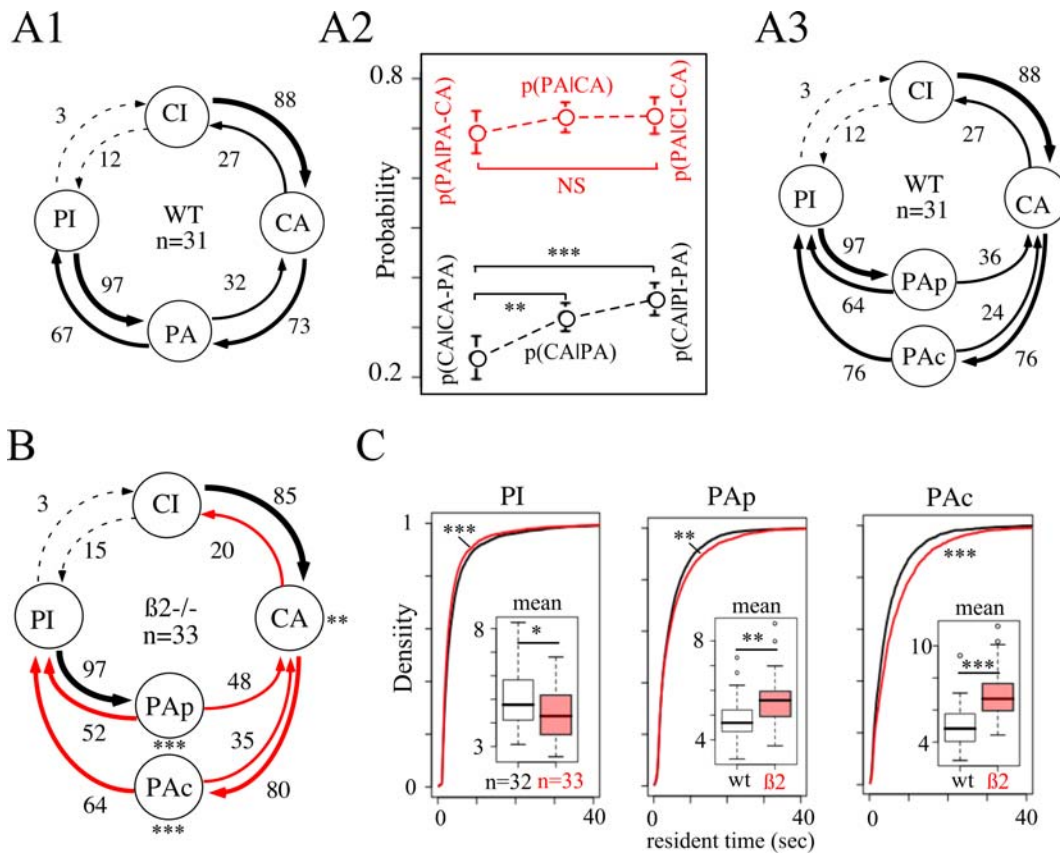 A1
CI
3
88
12
27
PI
WT
n=31
CA
97
32
67
PA
73
A2
0.8
Probability
0.2
p(PA|PA-CA)
p(PA|CA)
p(PA|CI-CA)
NS
***
**
p(CA|CA-PA)
p(CA|PA)
p(CA|PI-PA)
A3
CI
3
88
12
27
PI
WT
n=31
CA
97
PAp
36
64
24
PAc
76
76
B
CI
3
85
15
20
PI
ß2-/-
n=33
CA **
97
PAp
48
52
***
35
PAc
64
80
***
C
PI
PAp
PAc
Densiity
1
0
***
mean
8
*
3
n=32 n=33
40
**
mean
8
**
4
wt ß2
40
***
mean
10
***
4
wt ß2
40
resident time (sec)